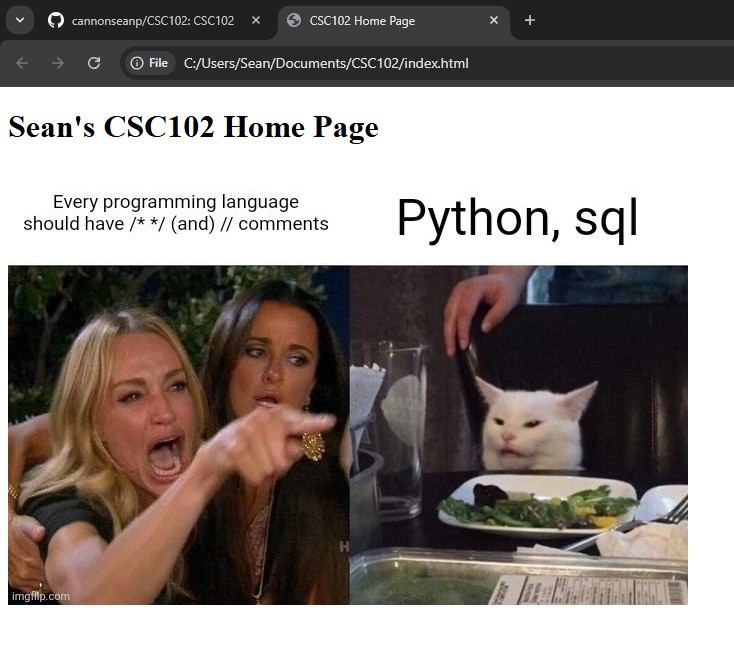 cannonseanp/CSC102: CSC102
CSC102 Home Page
File
C:/Users/Sean/Documents/CSC102/index.html
Sean's CSC102 Home Page
Every programming language
should have /* */ (and) // comments
Python, sql
H
imgflip.com